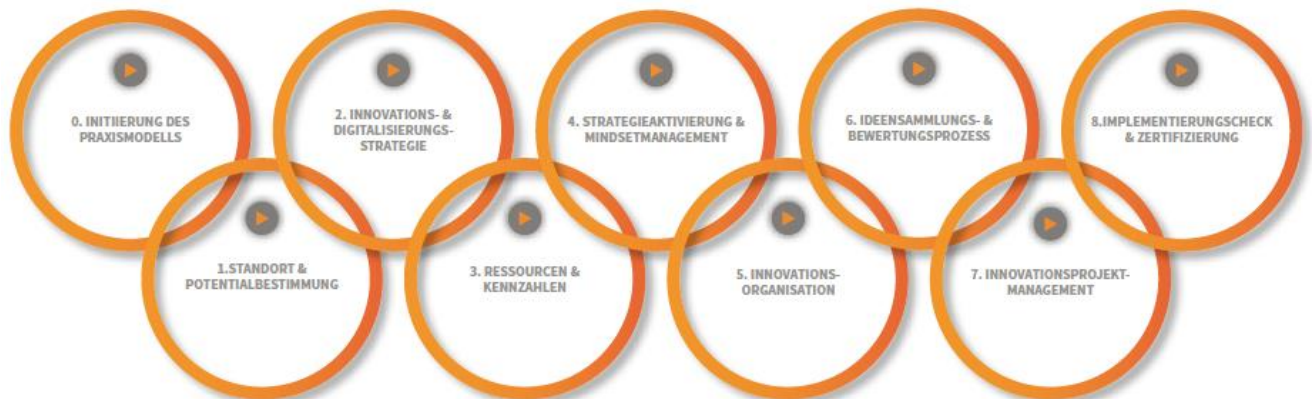 0. INITIIERUNG DES
PRAXISMODELLS
1.STANDORT &
POTENTIALBESTIMMUNG
2. INNOVATIONS- &
DIGITALISIERUNGS-
STRATEGIE
3. RESSOURCEN &
KENNZAHLEN
4. STRATEGIEAKTIVIERUNG &
MINDSETMANAGEMENT
5. INNOVATIONS-
ORGANISATION
6. IDEENSAMMLUNGS- &
BEWERTUNGSPROZESS
7. INNOVATIONSPROJEKT-
MANAGEMENT
8.IMPLEMENTIERUNGSCHECK
& ZERTIFIZIERUNG